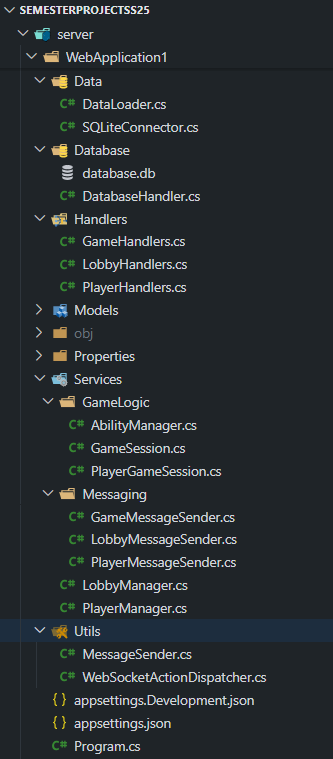 SEMESTERPROJECTSS25
server
WebApplication1
Data
C# DataLoader.cs
C# SQLiteConnector.cs
Database
database.db
C# DatabaseHandler.cs
Handlers
C# GameHandlers.cs
C# LobbyHandlers.cs
C# PlayerHandlers.cs
Models
obj
Properties
Services
GameLogic
C# AbilityManager.cs
C# GameSession.cs
C# PlayerGameSession.cs
Messaging
C# GameMessageSender.cs
C# LobbyMessageSender.cs
C# PlayerMessageSender.cs
C# LobbyManager.cs
C# PlayerManager.cs
Utils
C# MessageSender.cs
C# WebSocketActionDispatcher.cs
{ } appsettings.Development.json
{ } appsettings.json
C# Program.cs